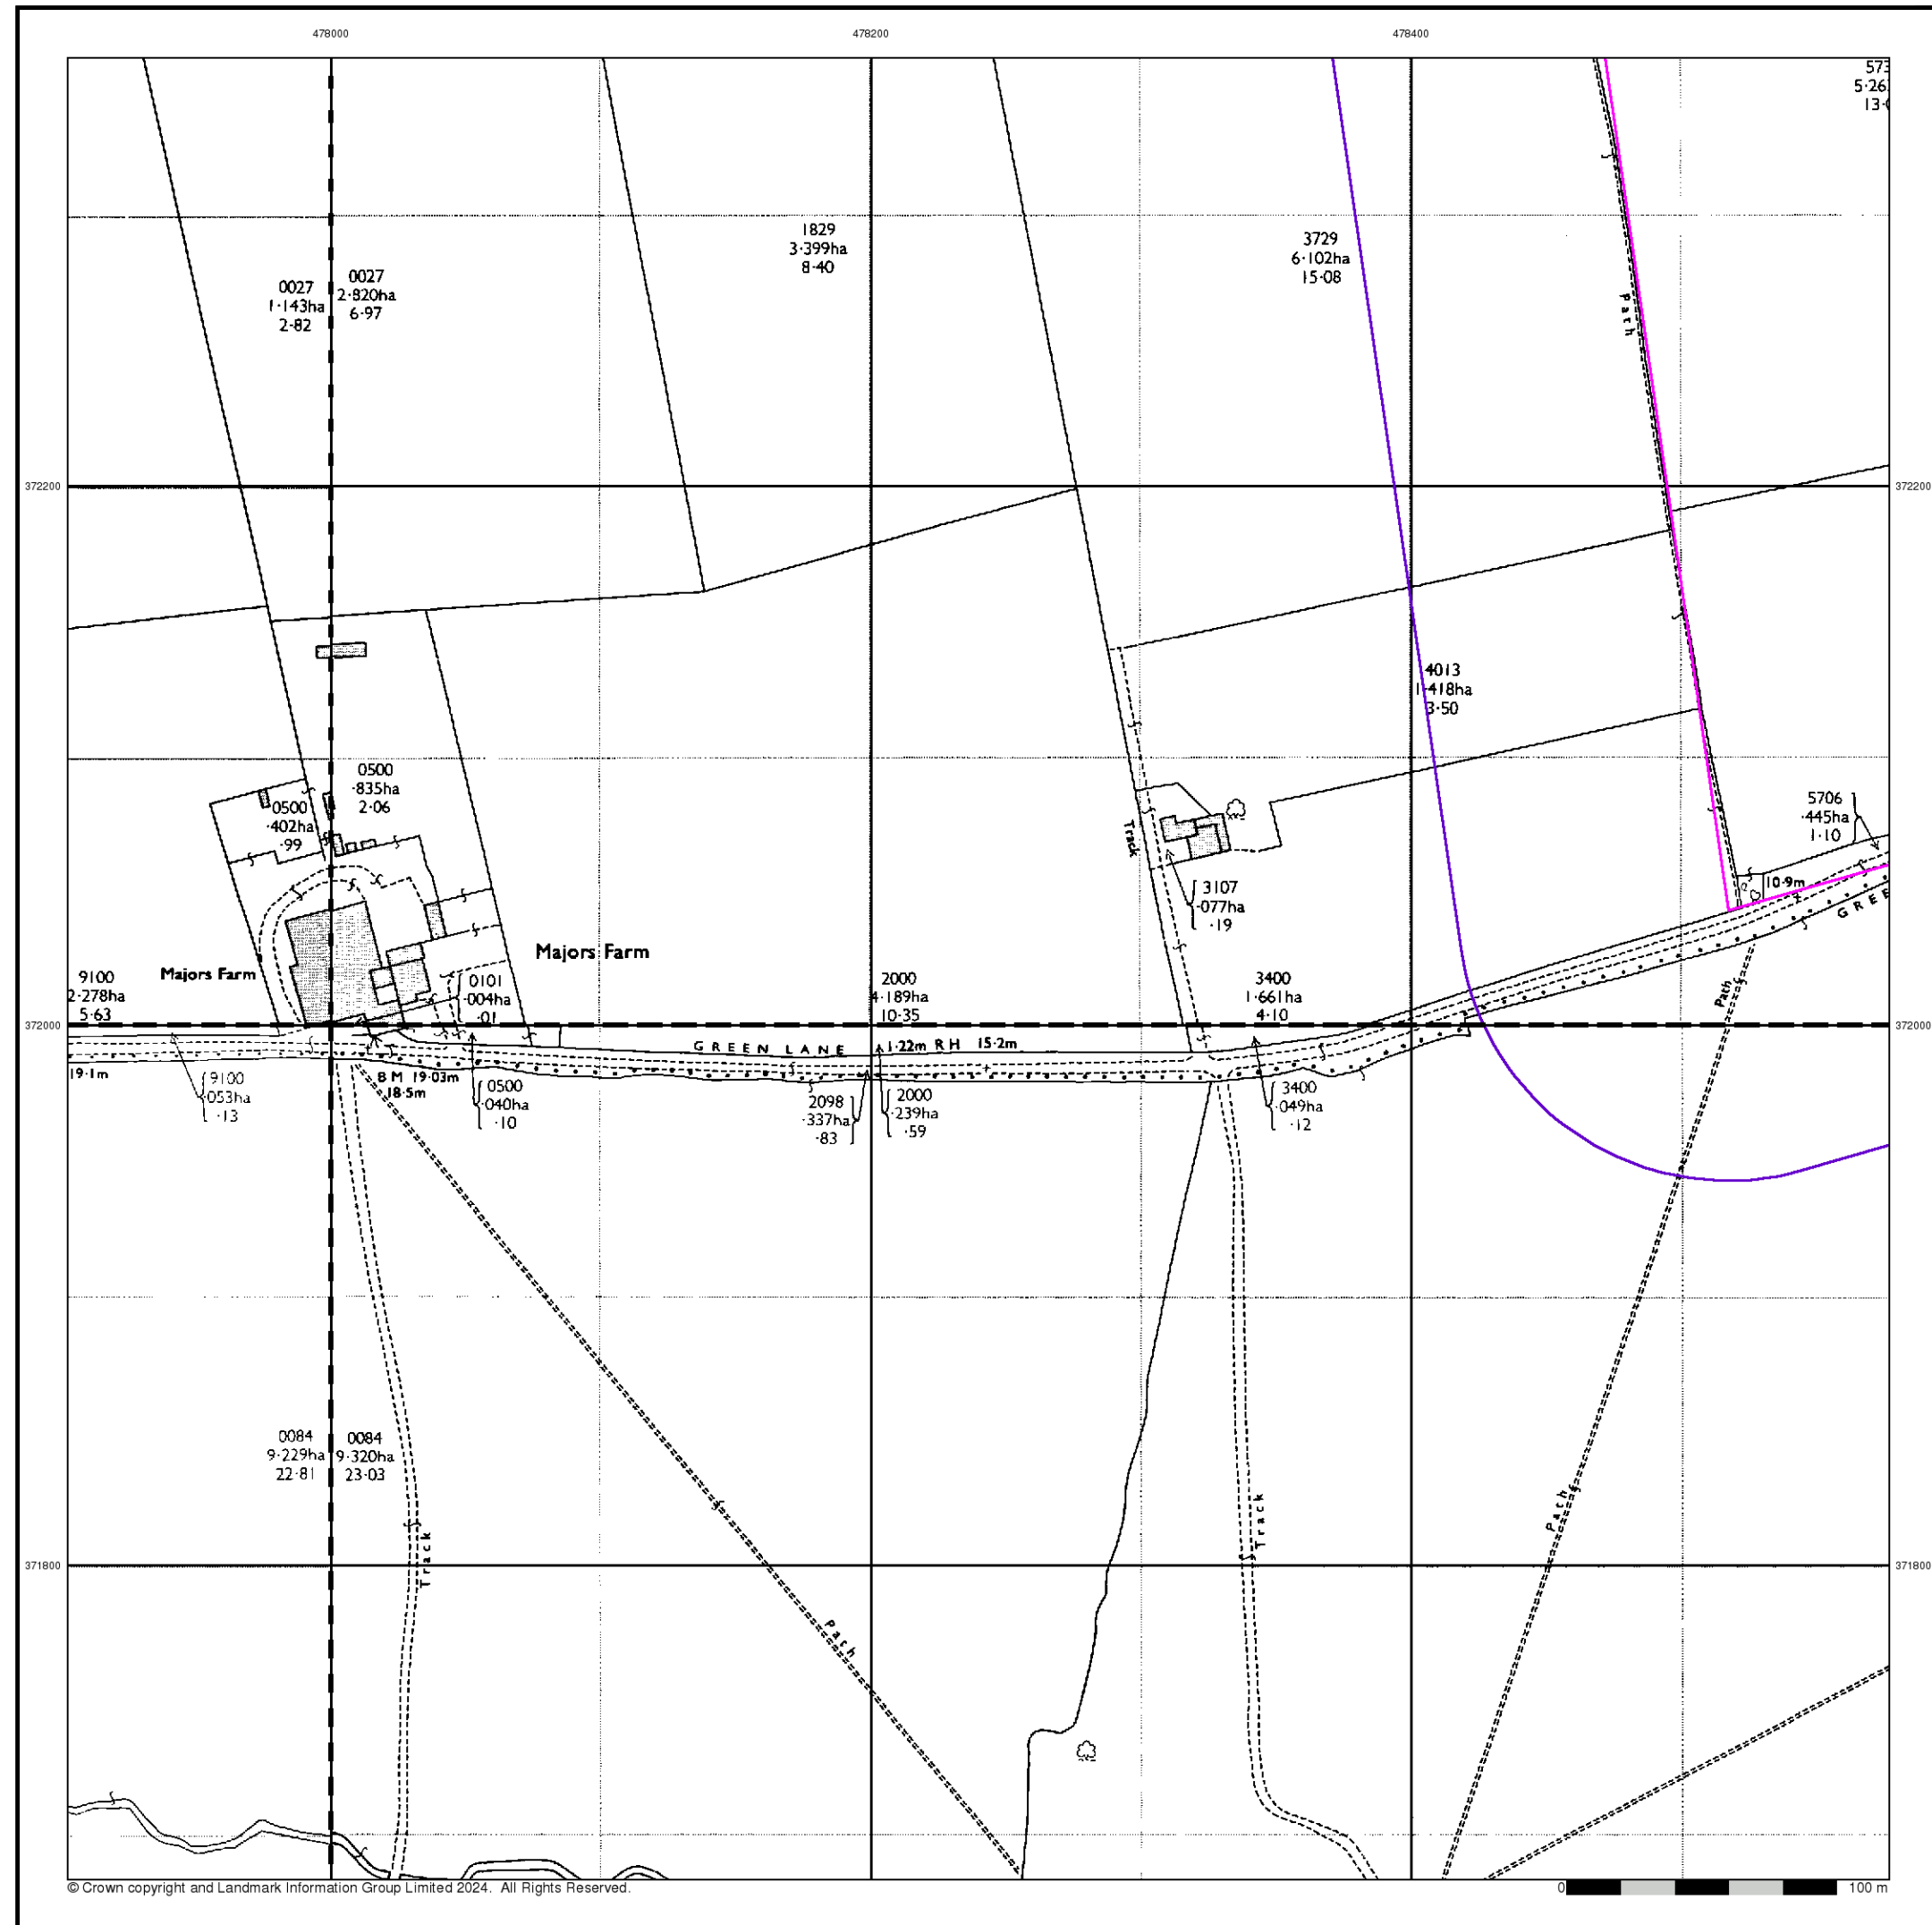 478000
478200
478400
573
5·26
13·
1829
3·399ha
8·40
3729
6·102ha
15·08
0027
1·143ha
2·82
0027
2·820ha
6·97
Path
372200
372200
4013
1·418ha
3·50
0500
·835ha
2·06
0500
·402ha
·99
Track
5706
·445ha
1·10
10·9m
3107
·077ha
·19
GREE
Majors Farm
Majors Farm
9100
2·278ha
5·63
0101
·004ha
·01
2000
4·189ha
10·35
3400
1·661ha
4·10
Path
372000
372000
GREEN LANE
1·22m RH 15·2m
19·1m
9100
·053ha
·13
BM 19·03m
18·5m
0500
·040ha
·10
2098
·337ha
·83
2000
·239ha
·59
3400
·049ha
·12
0084
9·229ha
22·81
0084
9·320ha
23·03
Track
Track
Path
371800
371800
Path
© Crown copyright and Landmark Information Group Limited 2024. All Rights Reserved.
0
100 m